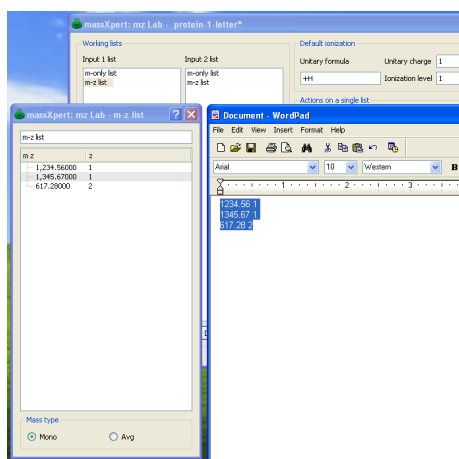 massXpert: mz Lab - protein-1-letter*
Working lists
Default ionization
Input 1 list
Input 2 list
m-only list
m-z list
m-only list
m-z list
Unitary formula
Unitary charge 1
+H
Ionization level 1
Actions on a single list
massXpert: mz Lab - m-z list
m-z list
m z z
1,234.56000 1
1,345.67000 1
617.28000 2
Mass type
Mono
Avg
Document - WordPad
File Edit View Insert Format Help
Arial 10 Western B
1 2 3
1234.56 1
1345.67 1
617.28 2